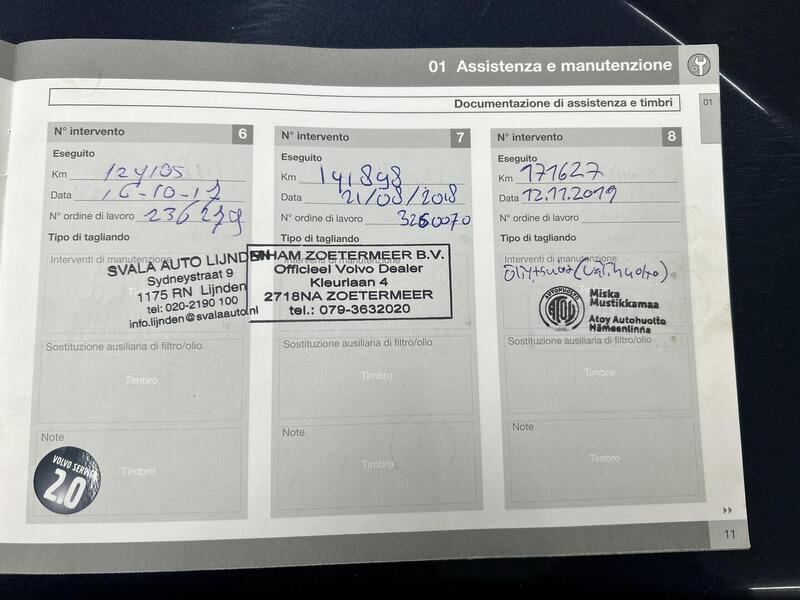 01 Assistenza e manutenzione
Documentazione di assistenza e timbri
01
N° intervento 6
Eseguito
Km
Data 16-10-17
N° ordine di lavoro 236279
Tipo di tagliando
Interventi di manutenzione
SVALA AUTO LIJNDEN
Sydneystraat 9
1175 RN Lijnden
tel: 020-2190 100
info.lijnden@svalaauto.nl
Sostituzione ausiliaria di filtro/olio
Timbro
Note
Timbro
VOLVO SERVICE
2.0
N° intervento 7
Eseguito
Km 141898
Data 21/08/2018
N° ordine di lavoro 3260070
Tipo di tagliando
Interventi di manutenzione
HAM ZOETERMEER B.V.
Officieel Volvo Dealer
Kleurlaan 4
2718NA ZOETERMEER
tel.: 079-3632020
Sostituzione ausiliaria di filtro/olio
Timbro
Note
Timbro
N° intervento 8
Eseguito
Km 171627
Data 12.11.2019
N° ordine di lavoro
Tipo di tagliando
Interventi di manutenzione
(välihuolto)
AUTOHUOLTO
ATOY
Miska
Mustikkamaa
Atoy Autohuolto
Hämeenlinna
Sostituzione ausiliaria di filtro/olio
Timbro
Note
Timbro
11